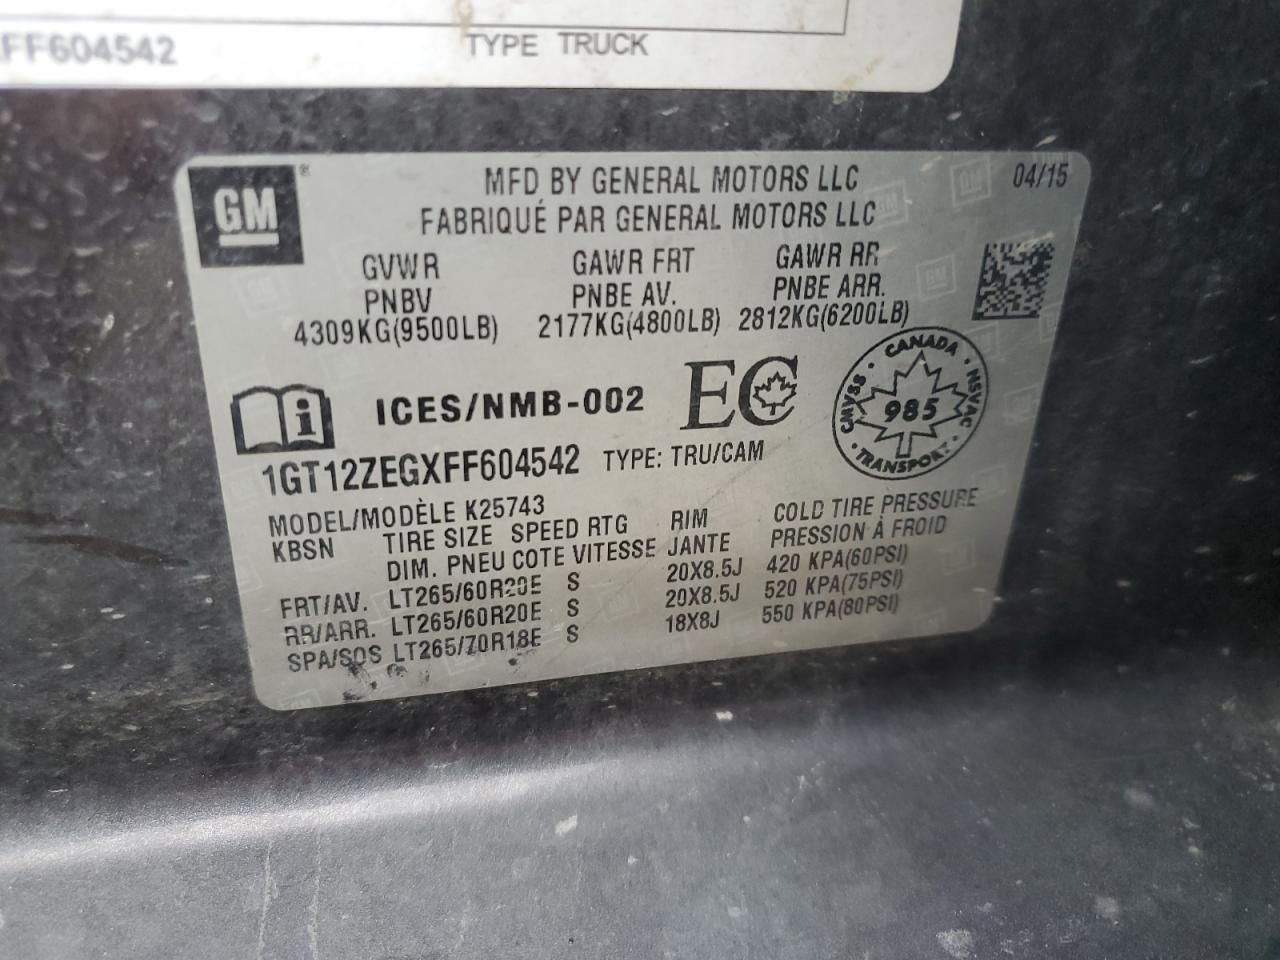 FF604542 TYPE TRUCK
GM ®
MFD BY GENERAL MOTORS LLC 04/15
FABRIQUÉ PAR GENERAL MOTORS LLC
GVWR GAWR FRT GAWR RR
PNBV PNBE AV. PNBE ARR.
4309KG(9500LB) 2177KG(4800LB) 2812KG(6200LB)
i ICES/NMB-002 EC
CANADA · NSVAC · TRANSPORT · CMVSS
985
1GT12ZEGXFF604542 TYPE: TRU/CAM
MODEL/MODÈLE K25743
KBSN TIRE SIZE SPEED RTG RIM COLD TIRE PRESSURE
DIM. PNEU COTE VITESSE JANTE PRESSION À FROID
FRT/AV. LT265/60R20E S 20X8.5J 420 KPA(60PSI)
RR/ARR. LT265/60R20E S 20X8.5J 520 KPA(75PSI)
SPA/SOS LT265/70R18E S 18X8J 550 KPA(80PSI)